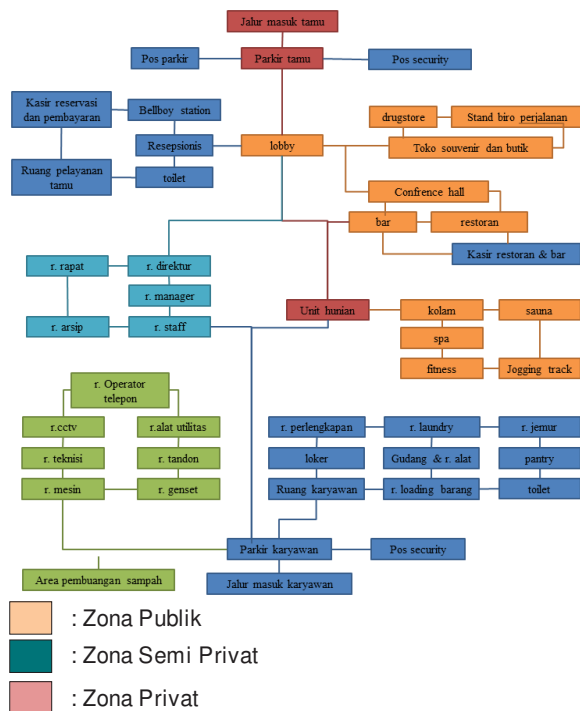 Jalur masuk tamu
Pos parkir
Parkir tamu
Pos security
Kasir reservasi
dan pembayaran
Bellboy station
drugstore
Stand biro perjalanan
Resepsionis
lobby
Toko souvenir dan butik
Ruang pelayanan
tamu
toilet
Confrence hall
bar
restoran
Kasir restoran & bar
r. rapat
r. direktur
r. manager
r. arsip
r. staff
Unit hunian
kolam
sauna
spa
fitness
Jogging track
r. Operator
telepon
r.cctv
r.alat utilitas
r. teknisi
r. tandon
r. mesin
r. genset
r. perlengkapan
r. laundry
r. jemur
loker
Gudang & r. alat
pantry
Ruang karyawan
r. loading barang
toilet
Parkir karyawan
Pos security
Area pembuangan sampah
Jalur masuk karyawan
: Zona Publik
: Zona Semi Privat
: Zona Privat